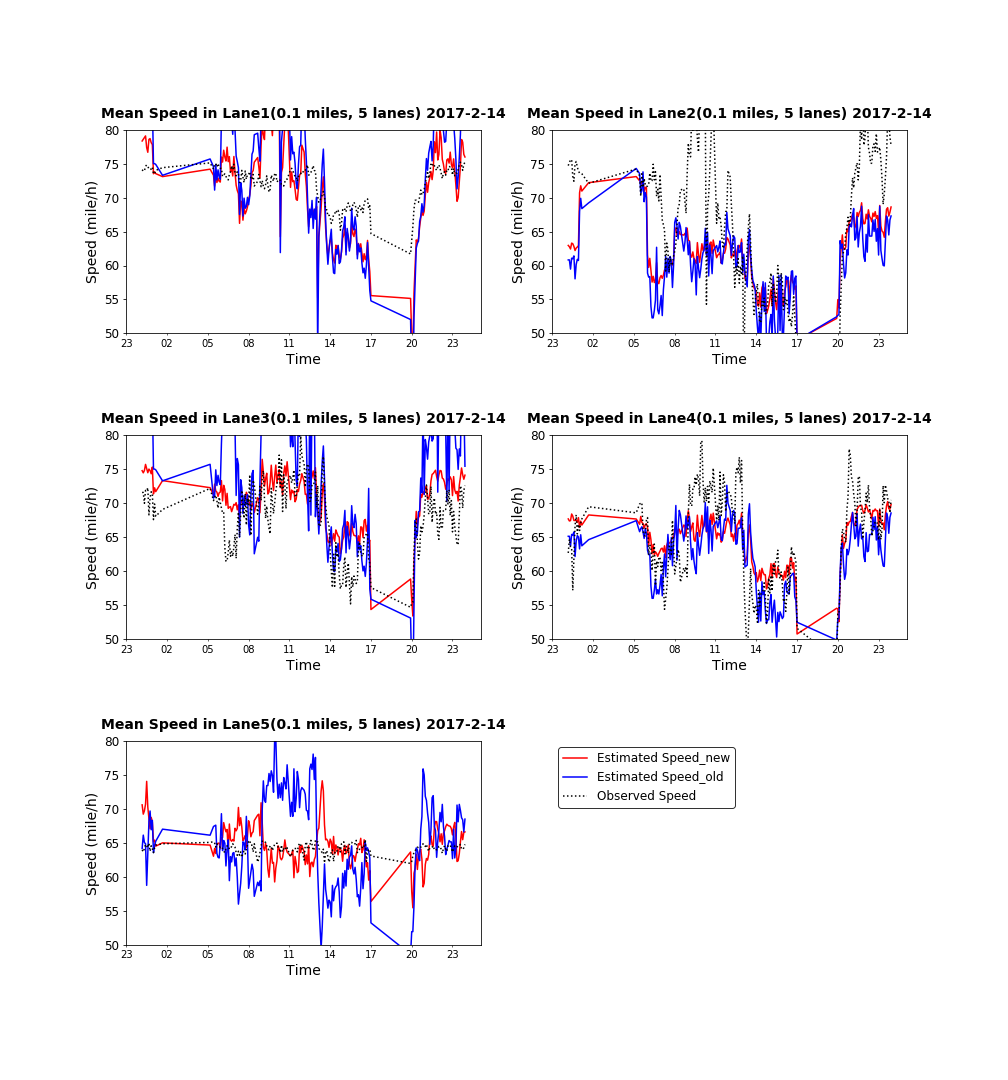 Mean Speed in Lane1(0.1 miles, 5 lanes) 2017-2-14
80
75
70
65
60
55
50
Speed (mile/h)
23 02 05 08 11 14 17 20 23
Time
Mean Speed in Lane2(0.1 miles, 5 lanes) 2017-2-14
80
75
70
65
60
55
50
Speed (mile/h)
23 02 05 08 11 14 17 20 23
Time
Mean Speed in Lane3(0.1 miles, 5 lanes) 2017-2-14
80
75
70
65
60
55
50
Speed (mile/h)
23 02 05 08 11 14 17 20 23
Time
Mean Speed in Lane4(0.1 miles, 5 lanes) 2017-2-14
80
75
70
65
60
55
50
Speed (mile/h)
23 02 05 08 11 14 17 20 23
Time
Mean Speed in Lane5(0.1 miles, 5 lanes) 2017-2-14
80
75
70
65
60
55
50
Speed (mile/h)
23 02 05 08 11 14 17 20 23
Time
Estimated Speed_new
Estimated Speed_old
Observed Speed